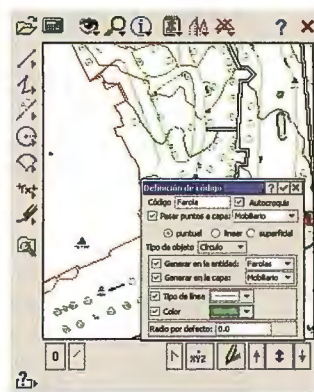 Definición de código
Código Farola Autocroquis
Pasar puntos a capa: Mobiliario
puntual linear superficial
Tipo de objeto Círculo
Generar en la entidad: Farolas
Generar en la capa: Mobiliario
Tipo de línea
Color
Radio por defecto: 0.0
0
XYZ